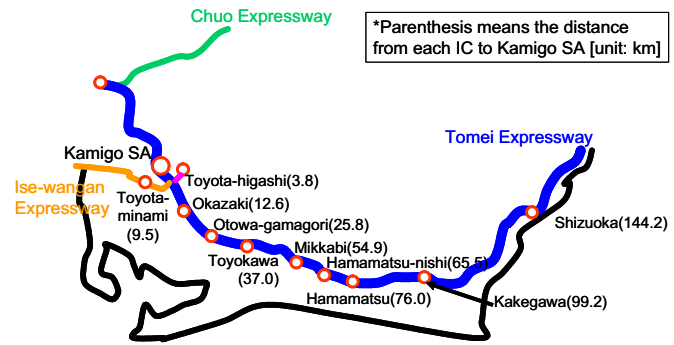 Chuo Expressway
*Parenthesis means the distance
from each IC to Kamigo SA [unit: km]
Tomei Expressway
Kamigo SA
Toyota-higashi(3.8)
Ise-wangan
Expressway
Toyota-
minami
(9.5)
Okazaki(12.6)
Otowa-gamagori(25.8)
Shizuoka(144.2)
Mikkabi(54.9)
Toyokawa
(37.0)
Hamamatsu-nishi(65.5)
Hamamatsu(76.0)
Kakegawa(99.2)